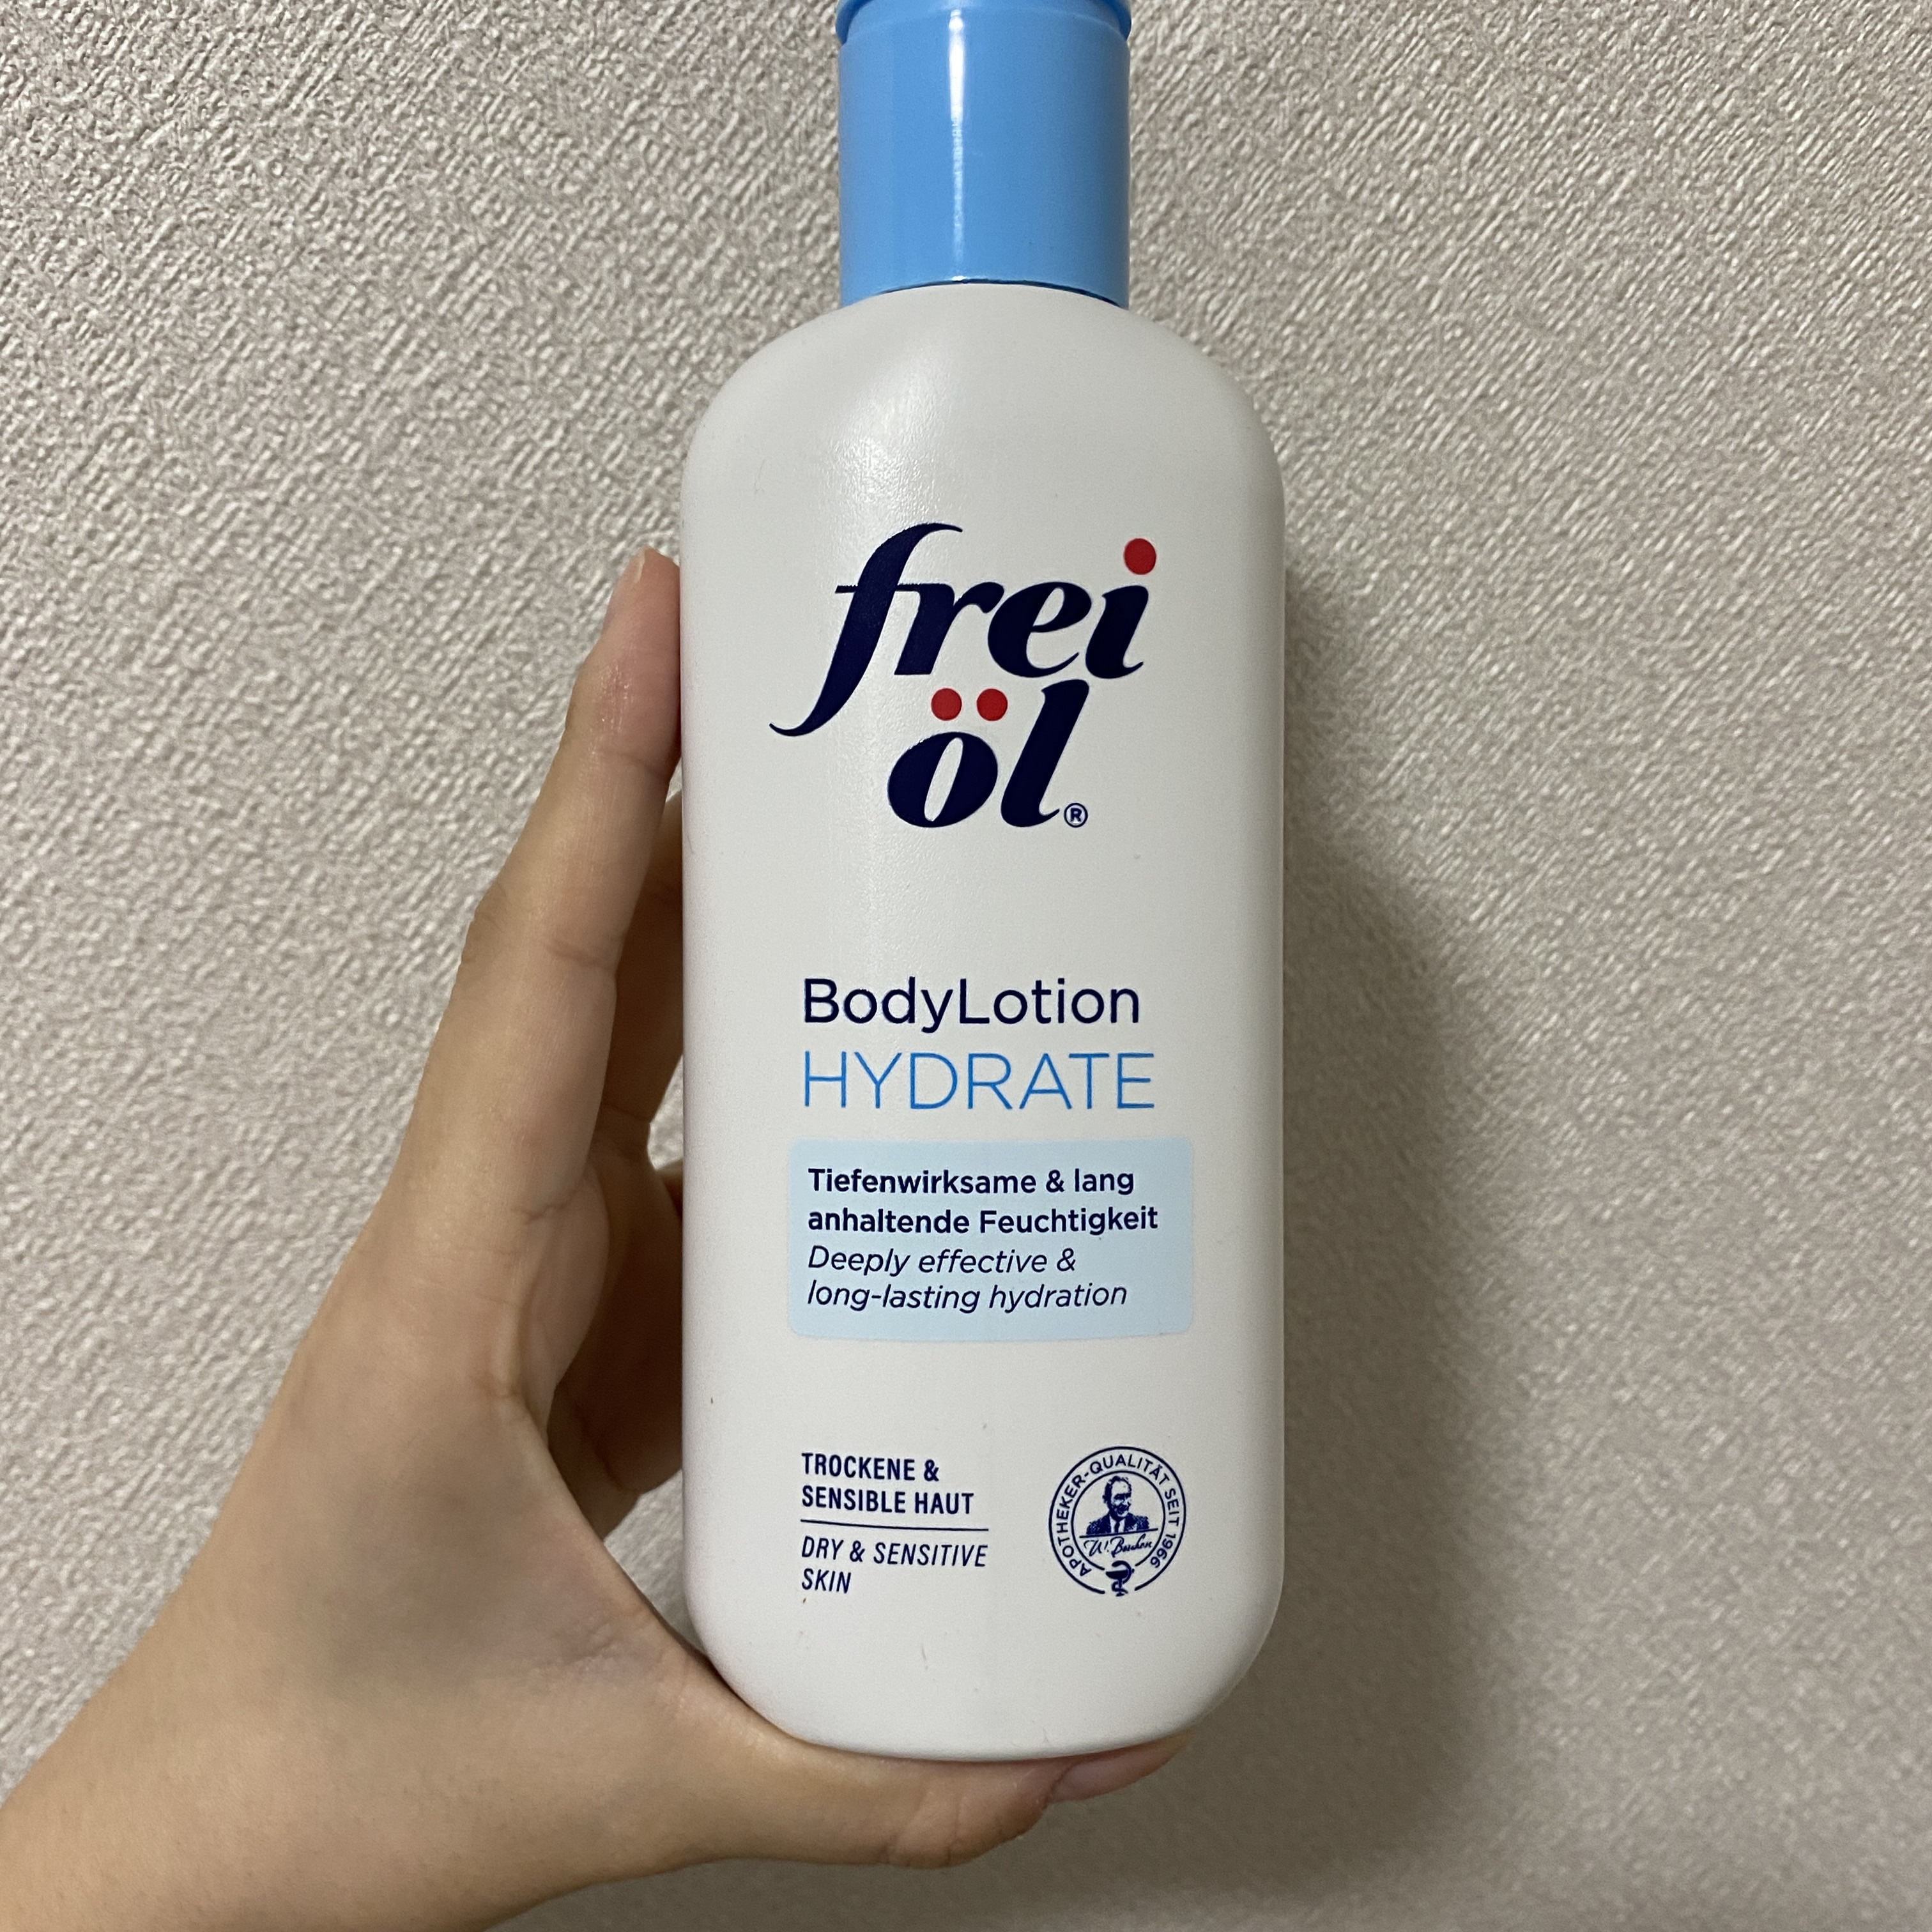 frei
öl®
BodyLotion
HYDRATE
Tiefenwirksame & lang
anhaltende Feuchtigkeit
Deeply effective &
long-lasting hydration
TROCKENE &
SENSIBLE HAUT
DRY & SENSITIVE
SKIN
APOTHEKER-QUALITÄT SEIT 1966